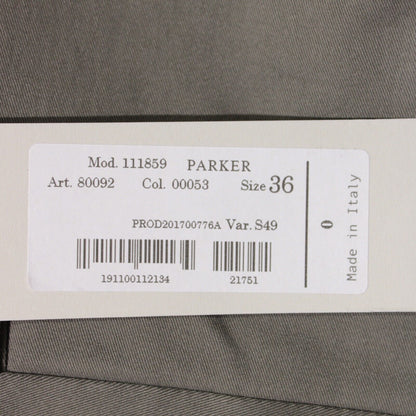 Mod. 111859 PARKER
Art. 80092 Col. 00053 Size 36
PROD201700776A Var. S49
191100112134 21751
0
Made in Italy